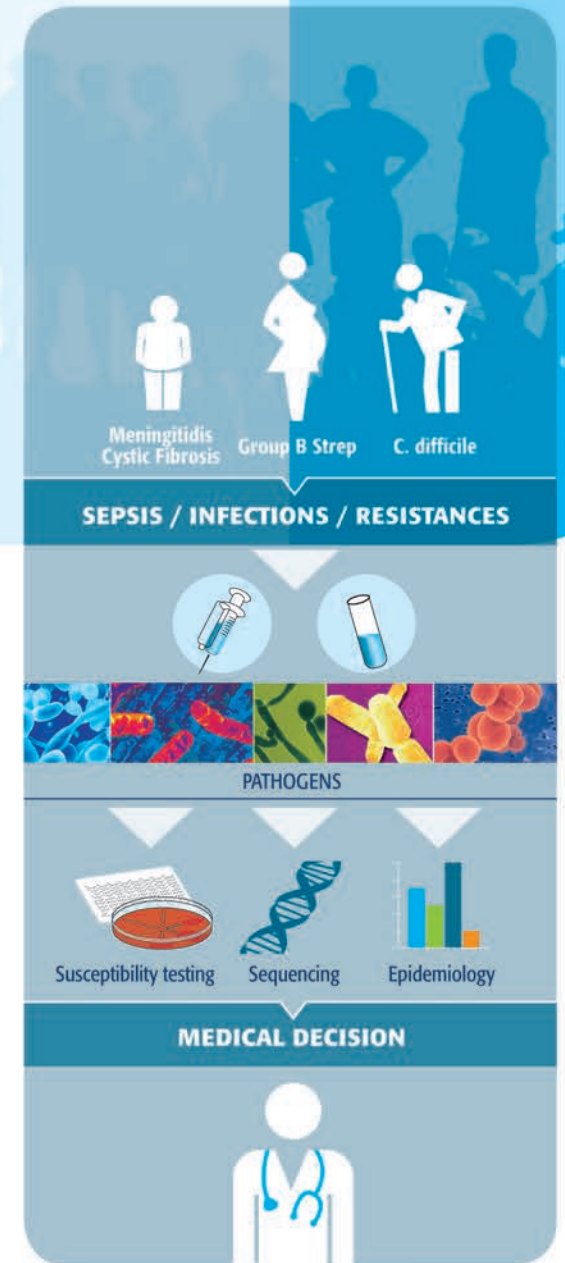 Meningitidis
Cystic Fibrosis
Group B Strep
C. difficile
SEPSIS / INFECTIONS / RESISTANCES
PATHOGENS
Susceptibility testing
Sequencing
Epidemiology
MEDICAL DECISION